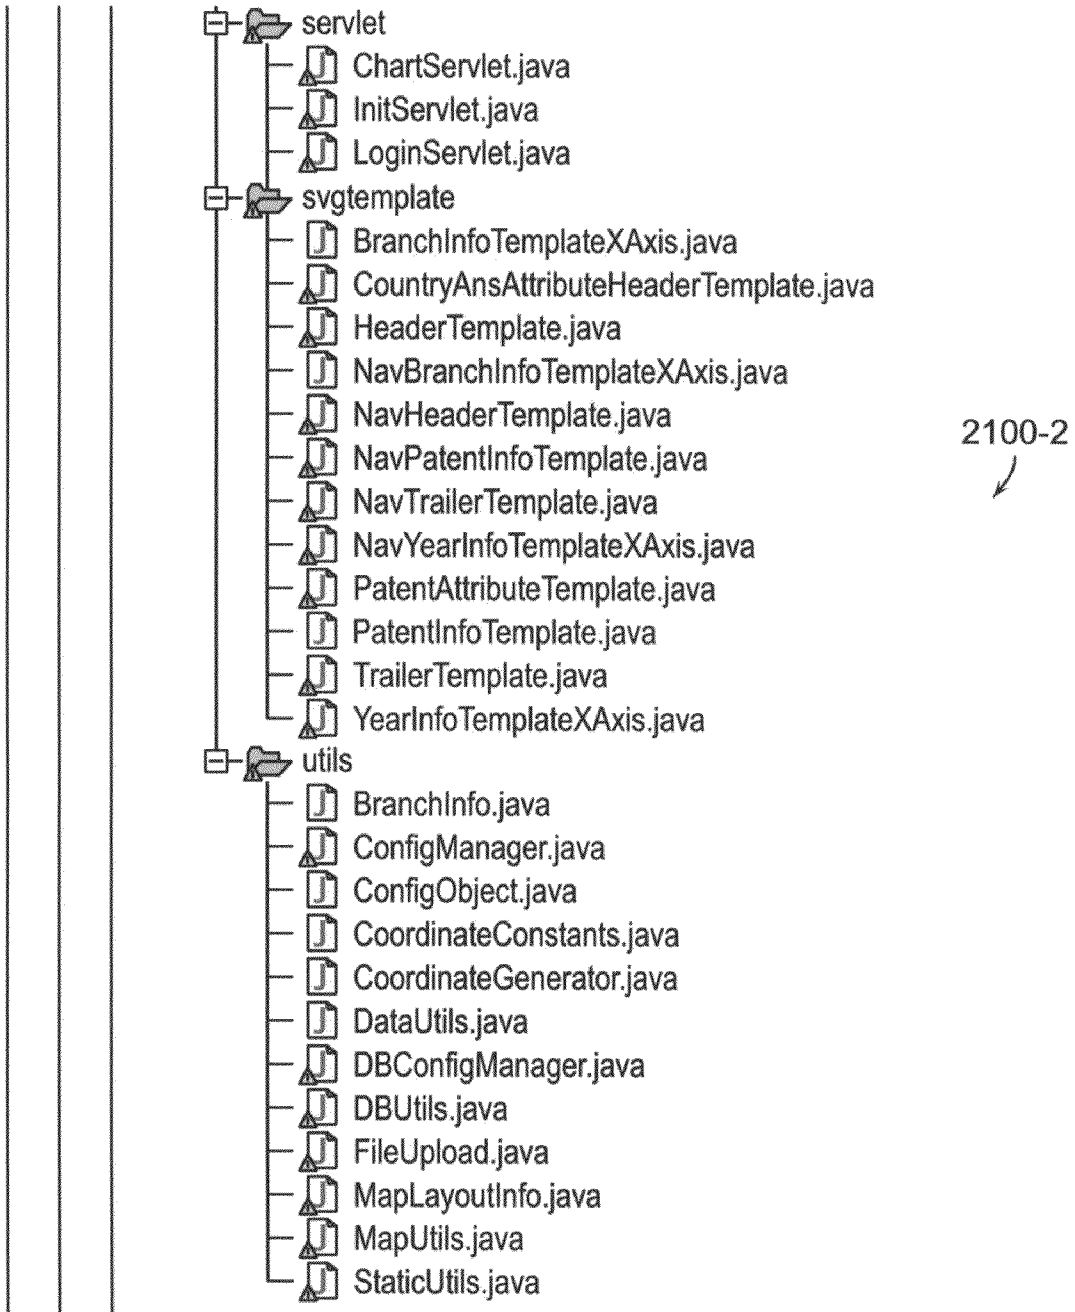 servlet
ChartServlet.java
InitServlet.java
LoginServlet.java
svgtemplate
BranchInfoTemplateXAxis.java
CountryAnsAttributeHeaderTemplate.java
HeaderTemplate.java
NavBranchInfoTemplateXAxis.java
NavHeaderTemplate.java
2100-2
NavPatentInfoTemplate.java
NavTrailerTemplate.java
NavYearInfoTemplateXAxis.java
PatentAttributeTemplate.java
PatentInfoTemplate.java
TrailerTemplate.java
YearInfoTemplateXAxis.java
utils
BranchInfo.java
ConfigManager.java
ConfigObject.java
CoordinateConstants.java
CoordinateGenerator.java
DataUtils.java
DBConfigManager.java
DBUtils.java
FileUpload.java
MapLayoutInfo.java
MapUtils.java
StaticUtils.java